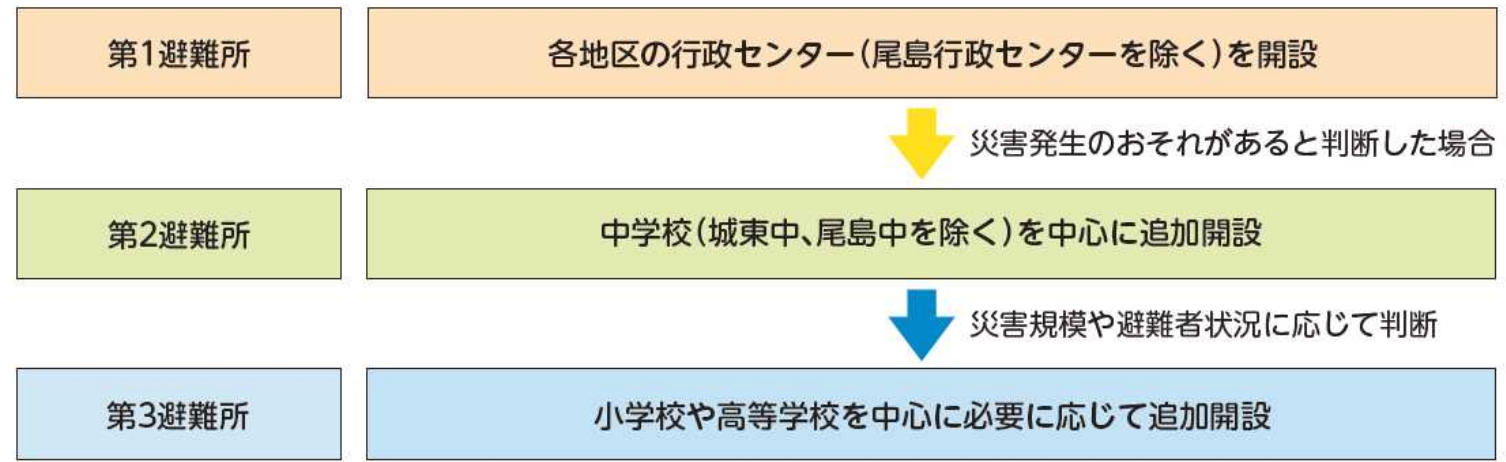 第1避難所
各地区の行政センター(尾島行政センターを除く)を開設
災害発生のおそれがあると判断した場合
第2避難所
中学校(城東中、尾島中を除く)を中心に追加開設
災害規模や避難者状況に応じて判断
第3避難所
小学校や高等学校を中心に必要に応じて追加開設